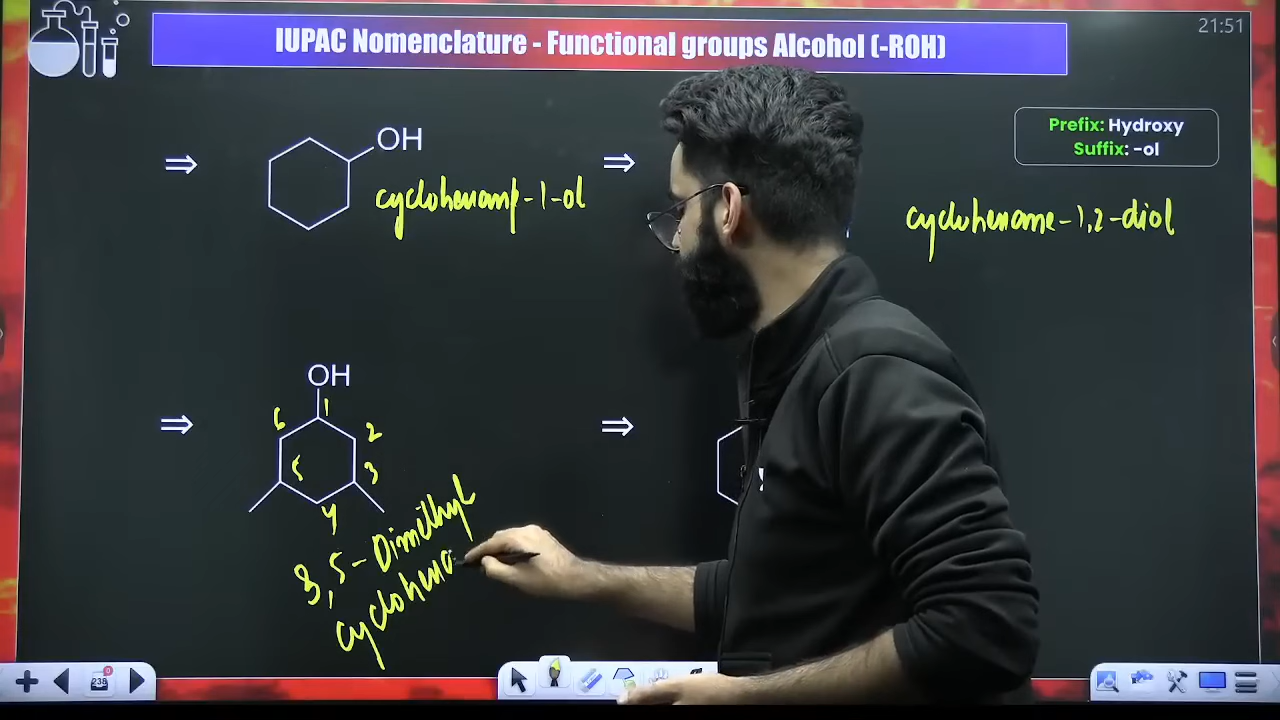 IUPAC Nomenclature - Functional groups Alcohol (-ROH)
21:51
Prefix: Hydroxy
Suffix: -ol
⇒
OH
cyclohexane-1-ol
⇒
cyclohexane-1,2-diol
⇒
OH
1
6
2
5
3
4
3,5-Dimethyl
cyclohexa
⇒
238